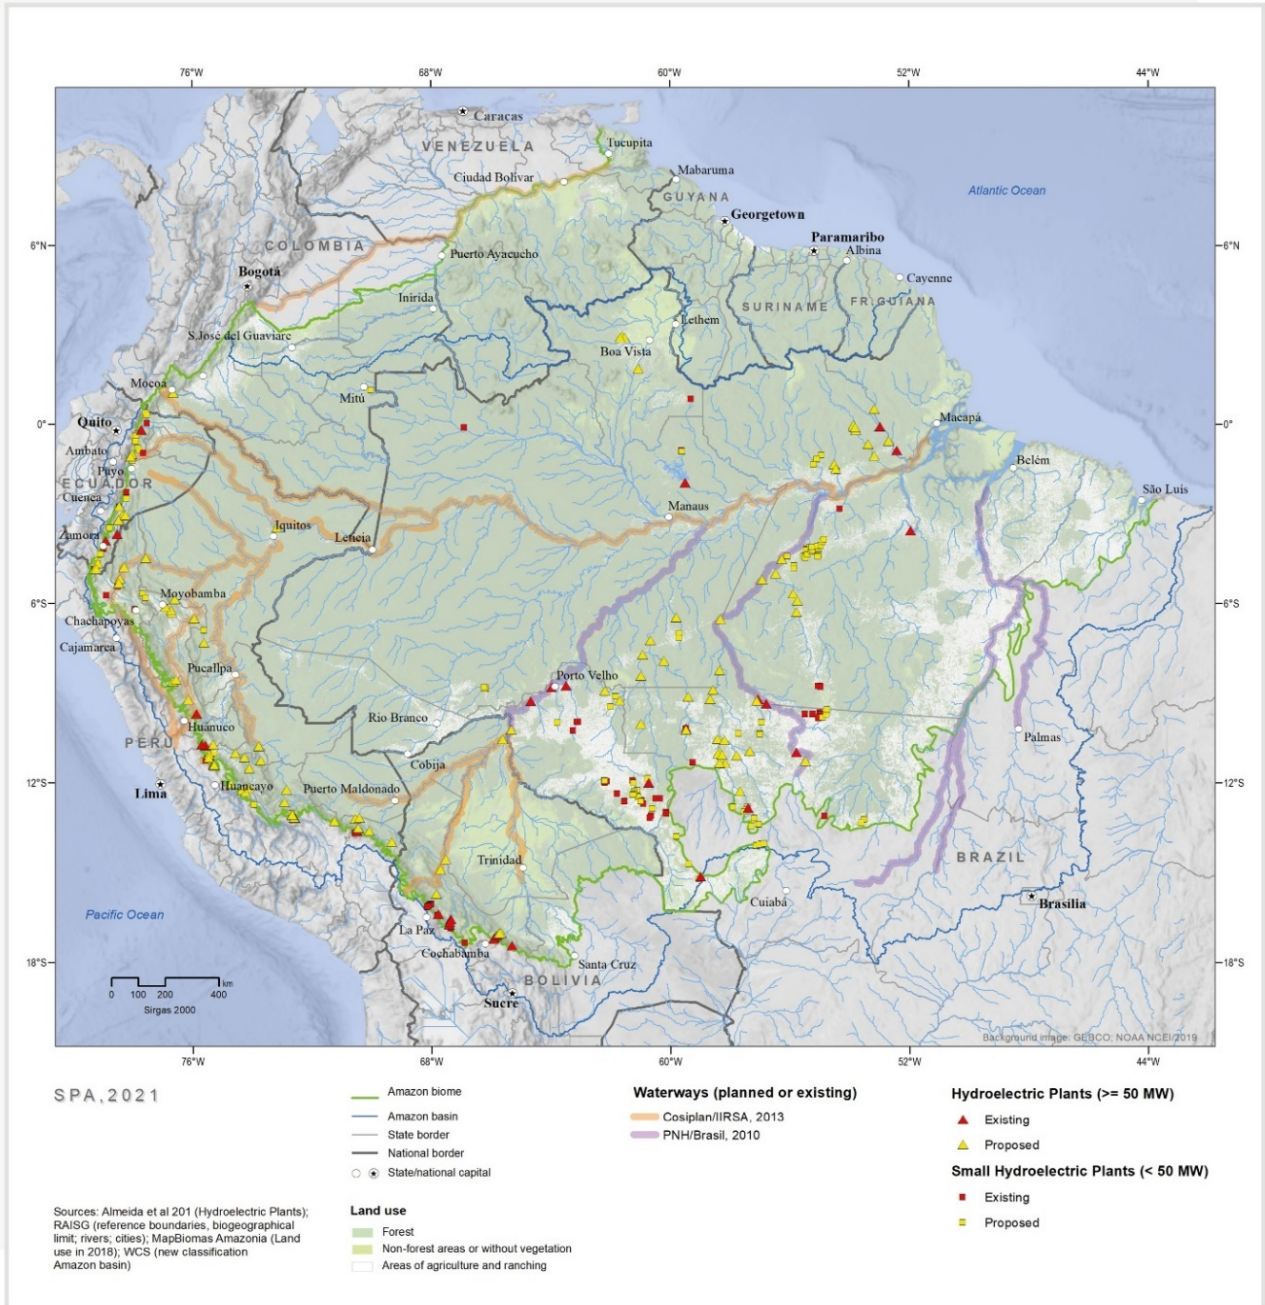 76°W 68°W 60°W 52°W 44°W
Caracas
VENEZUELA
Tucupita
Ciudad Bolívar
Mabaruma
GUYANA
Atlantic Ocean
Georgetown
Paramaribo
Albina
6°N 6°N
COLOMBIA
Puerto Ayacucho
Bogotá
Cayenne
Inirida
SURINAME
FR.GUIANA
Lethem
S.José del Guaviare
Boa Vista
Mocoa
Mitú
Macapá
Quito
0° 0°
Ambato
Puyo
Belém
ECUADOR
Cuenca
São Luis
Manaus
Iquitos
Zamora
Leticia
Moyobamba
6°S 6°S
Chachapoyas
Cajamarca
Pucallpa
Porto Velho
Rio Branco
Huánuco
Palmas
PERU
Cobija
12°S 12°S
Huancayo
Puerto Maldonado
Lima
Trinidad
BRAZIL
Cuiabá
Brasília
Pacific Ocean
La Paz
Cochabamba
18°S 18°S
Santa Cruz
BOLIVIA
Sucre
km
0 100 200 400
Sirgas 2000
Background image: GEBCO; NOAA NCEI/2019
76°W 68°W 60°W 52°W 44°W
SPA,2021
Amazon biome
Amazon basin
State border
National border
State/national capital
Land use
Forest
Non-forest areas or without vegetation
Areas of agriculture and ranching
Waterways (planned or existing)
Cosiplan/IIRSA, 2013
PNH/Brasil, 2010
Hydroelectric Plants (>= 50 MW)
Existing
Proposed
Small Hydroelectric Plants (< 50 MW)
Existing
Proposed
Sources: Almeida et al 201 (Hydroelectric Plants);
RAISG (reference boundaries, biogeographical
limit; rivers; cities); MapBiomas Amazonia (Land
use in 2018); WCS (new classification
Amazon basin)